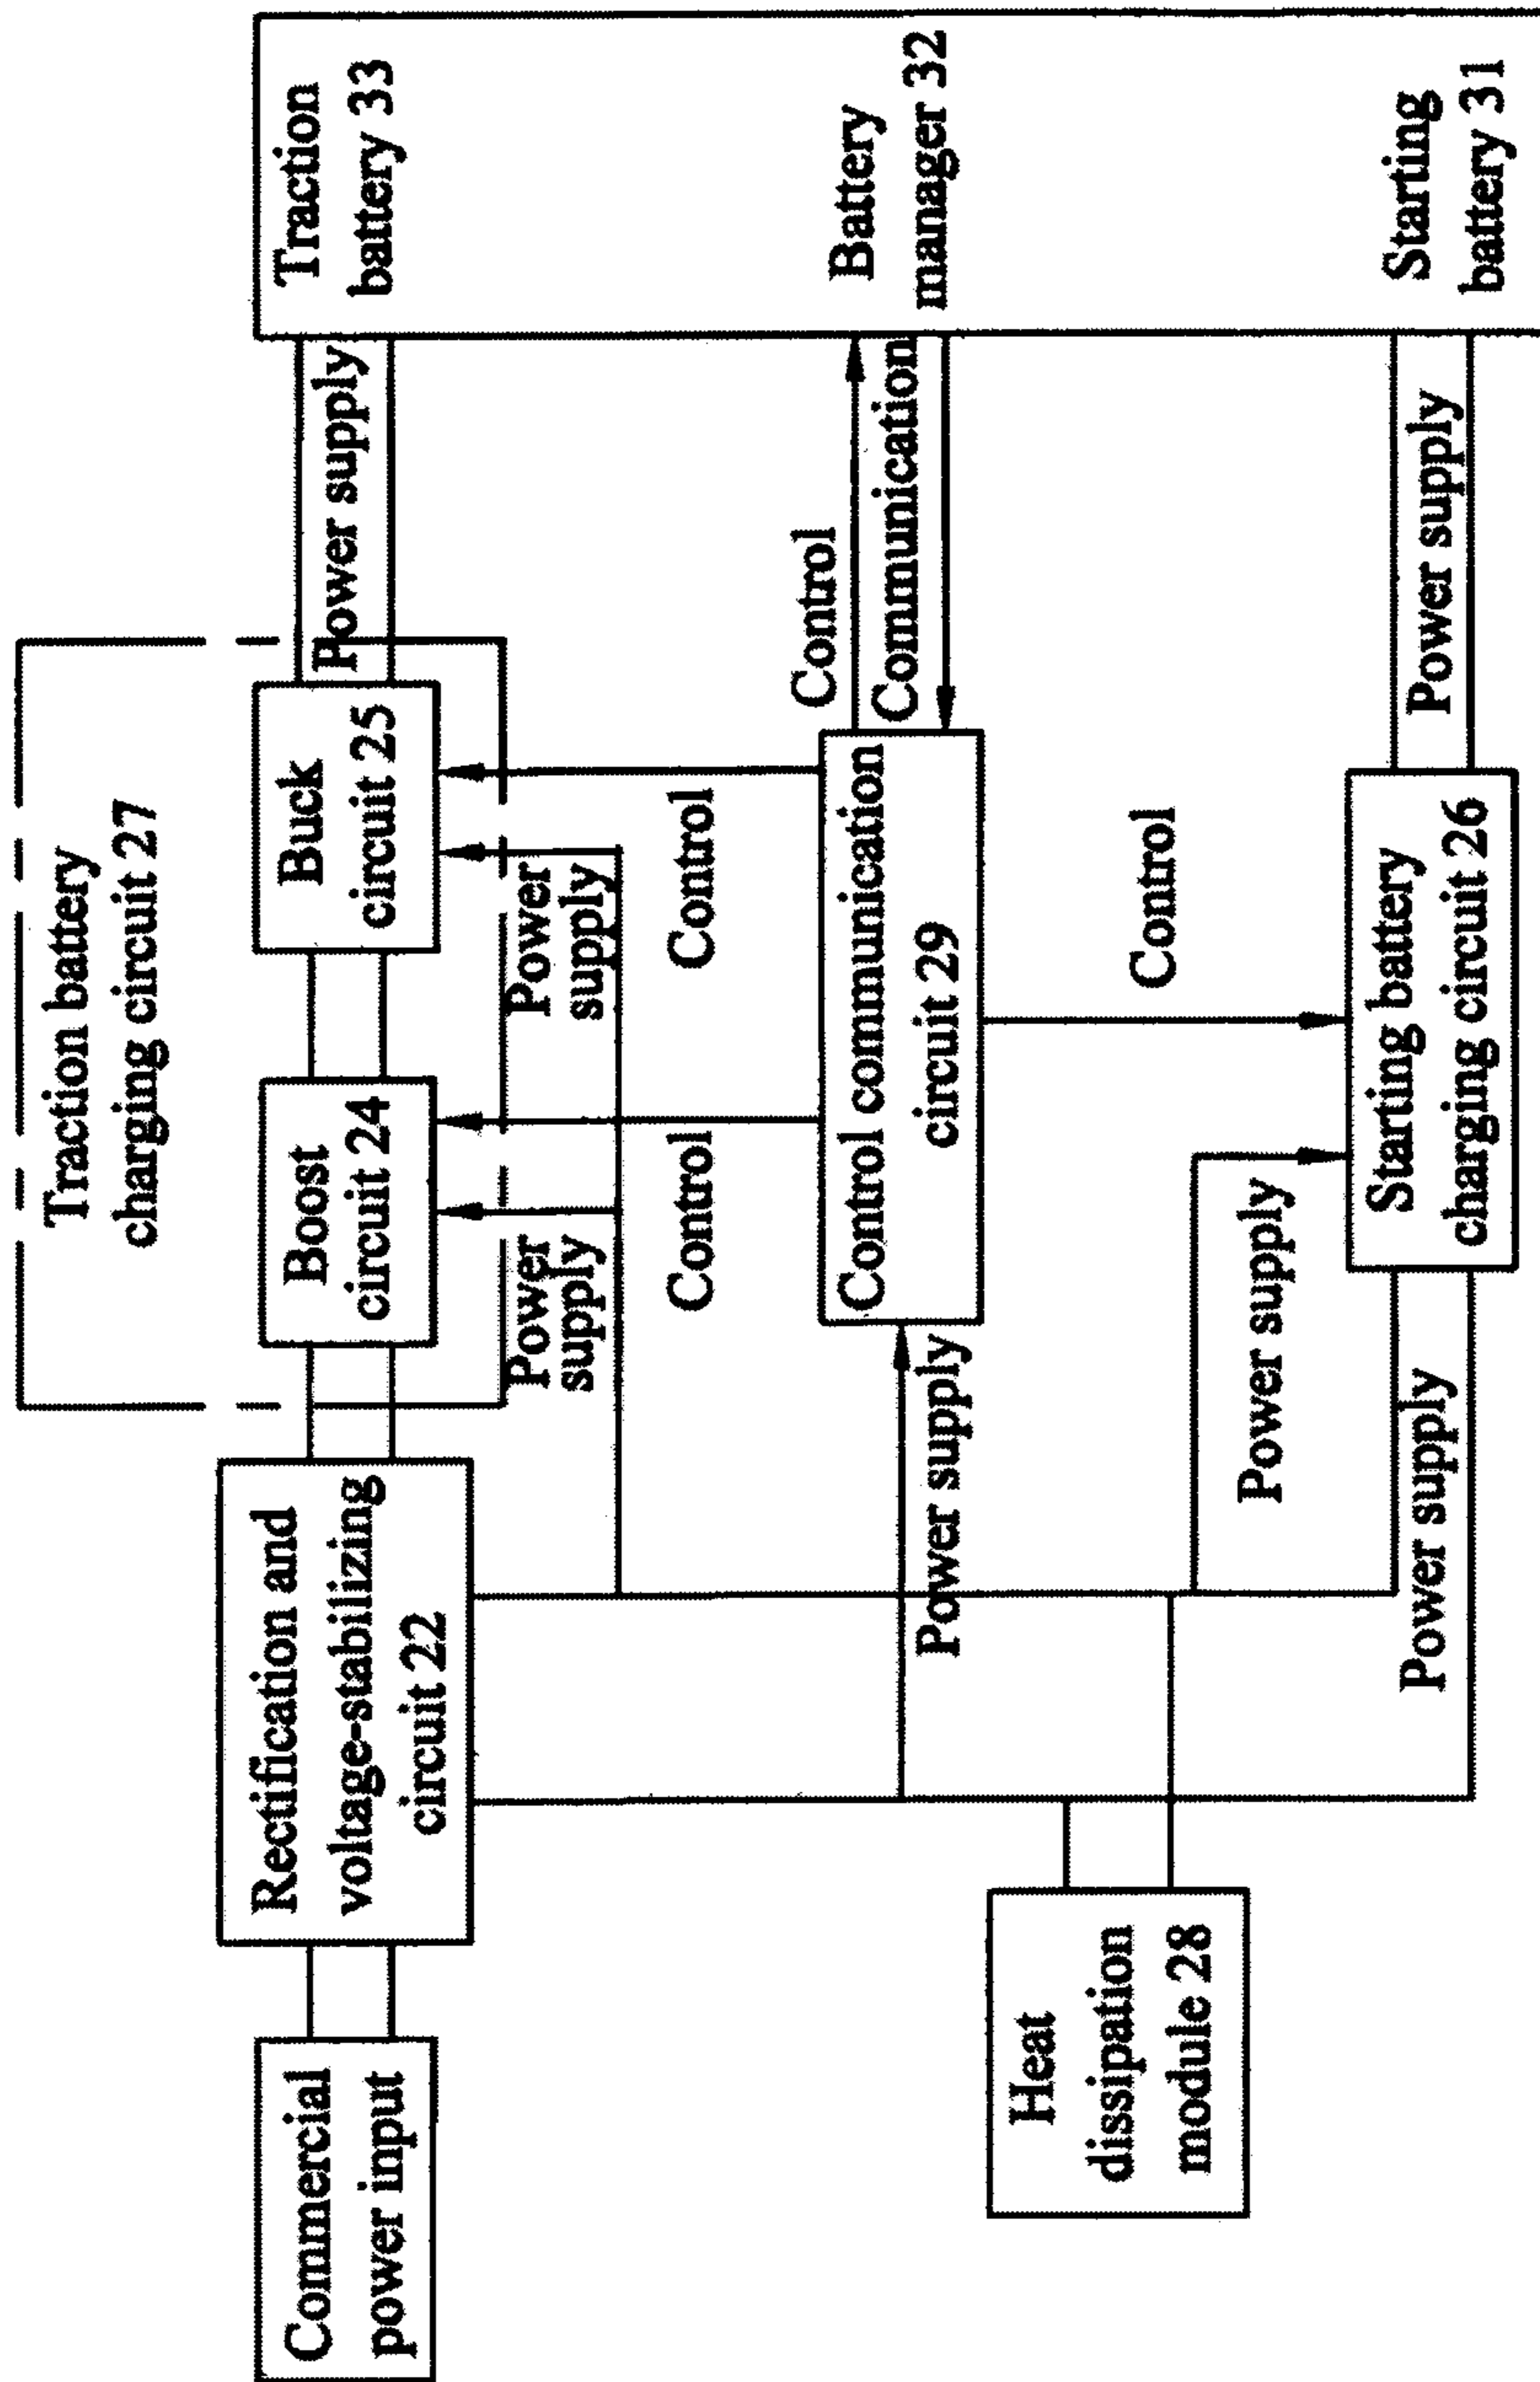 Traction battery
charging circuit 27
Commercial
power input
Rectification and
voltage-stabilizing
circuit 22
Boost
circuit 24
Buck
circuit 25
Power supply
Traction
battery 33
Power
supply
Power
supply
Control
Control
Control
Communication
Battery
manager 32
Power supply
Control communication
circuit 29
Heat
dissipation
module 28
Power supply
Control
Power supply
Starting battery
charging circuit 26
Power supply
Starting
battery 31